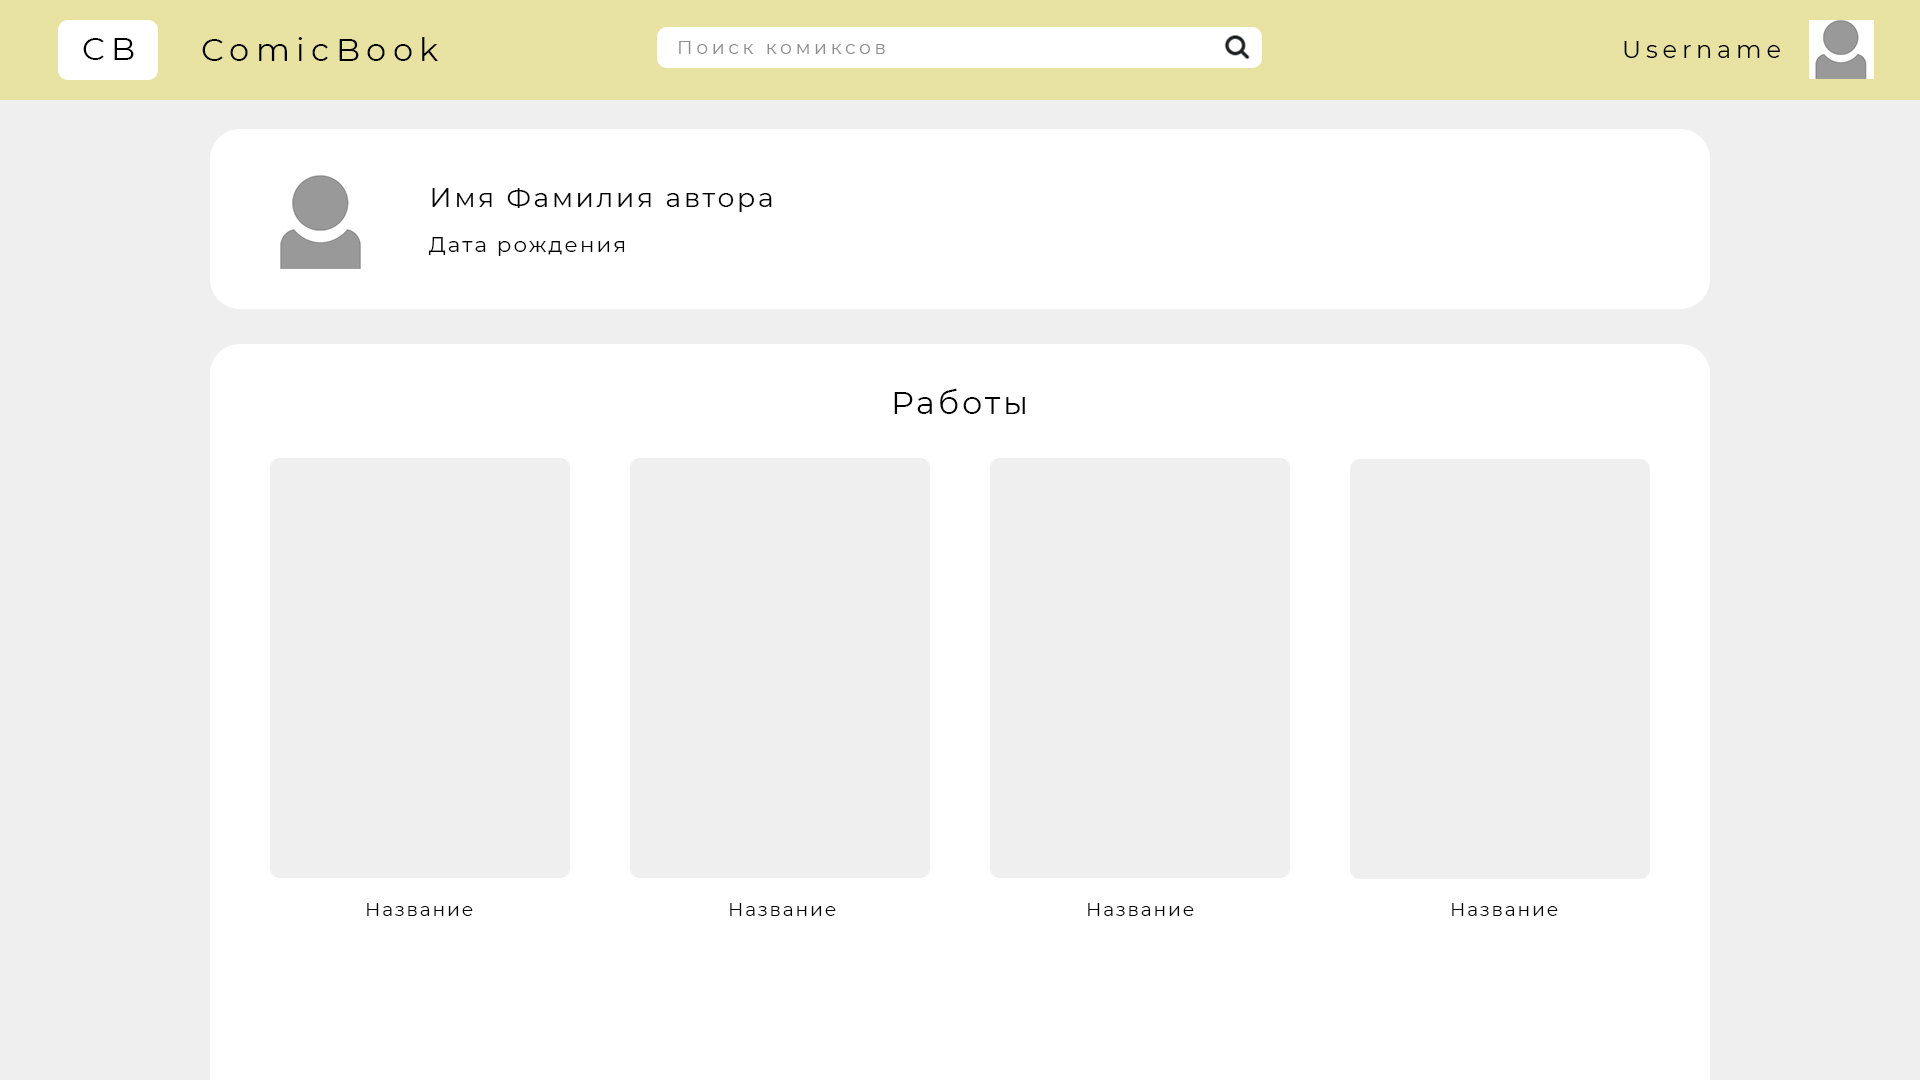 CB
ComicBook
Поиск комиксов
Username
Имя Фамилия автора
Дата рождения
Работы
Название
Название
Название
Название